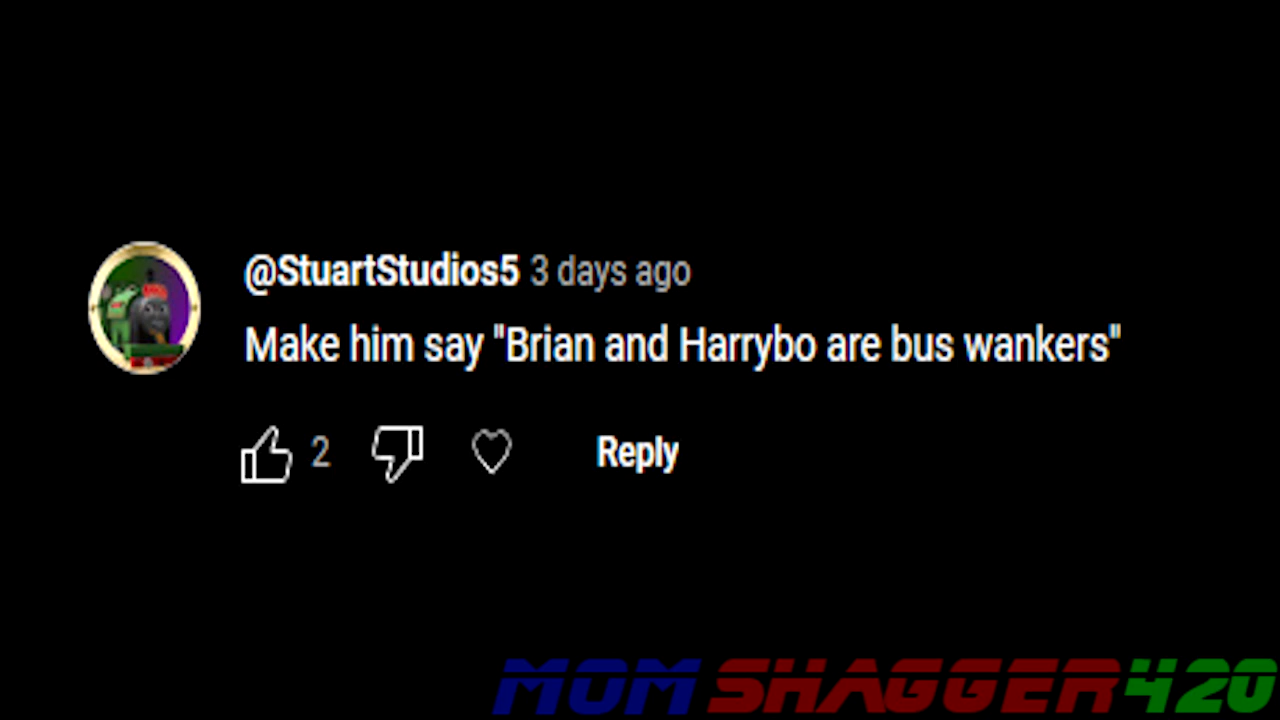 @StuartStudios5 3 days ago
Make him say "Brian and Harrybo are bus wankers"
2 Reply
MOM SHAGGER420